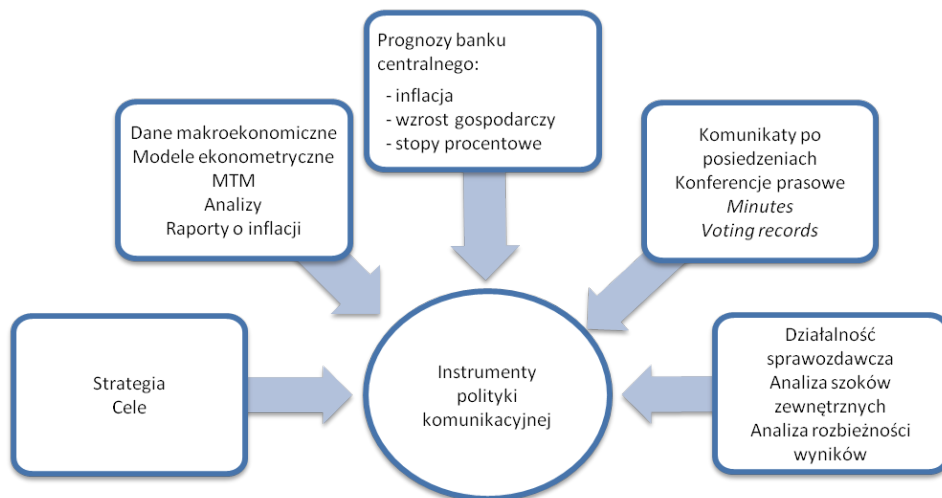 Prognozy banku
centralnego:
- inflacja
- wzrost gospodarczy
- stopy procentowe
Dane makroekonomiczne
Modele ekonometryczne
MTM
Analizy
Raporty o inflacji
Komunikaty po
posiedzeniach
Konferencje prasowe
Minutes
Voting records
Strategia
Cele
Instrumenty
polityki
komunikacyjnej
Działalność
sprawozdawcza
Analiza szoków
zewnętrznych
Analiza rozbieżności
wyników